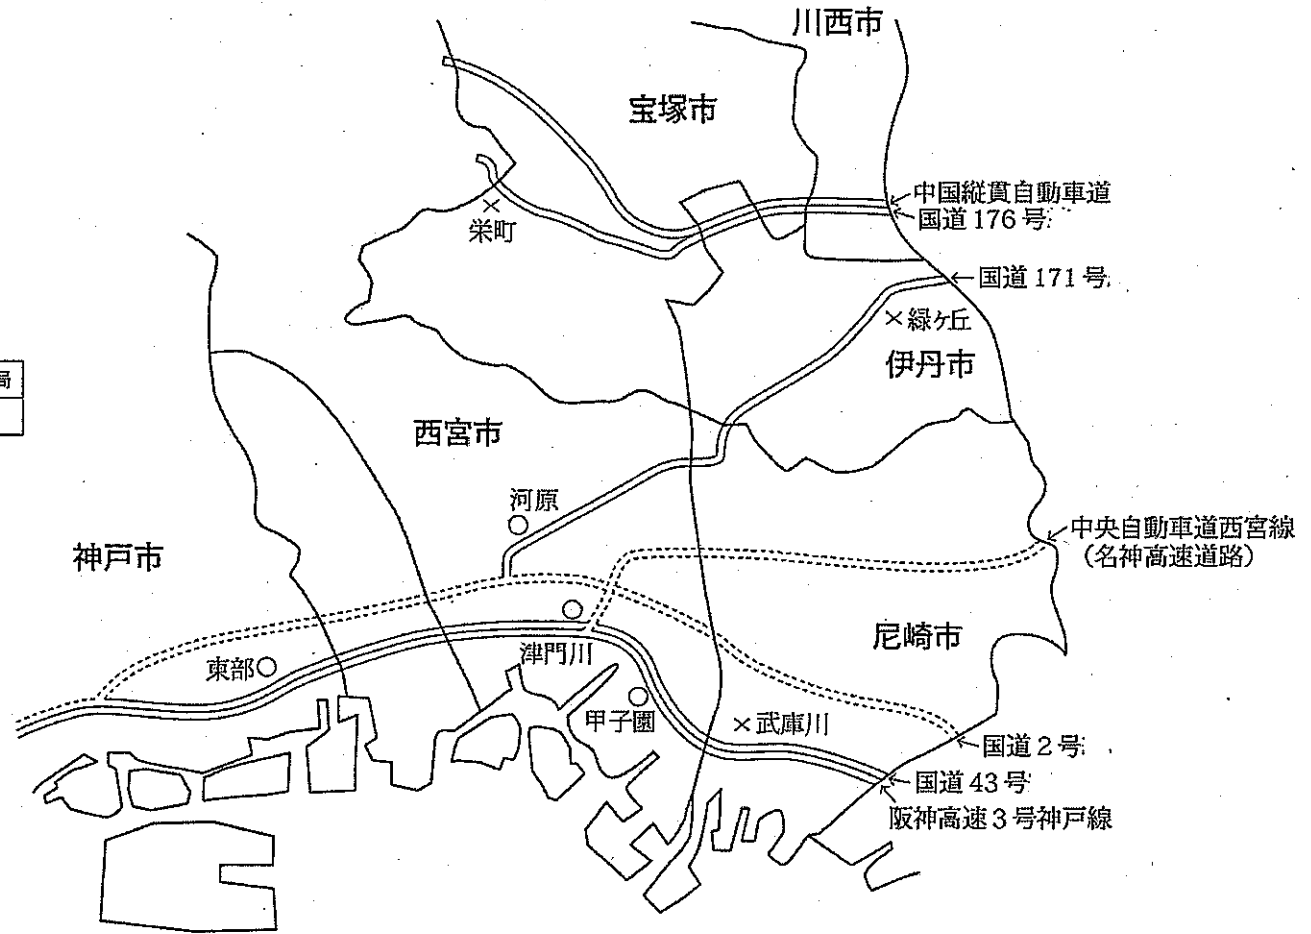 川西市
宝塚市
中国縦貫自動車道
国道176号
栄町
国道171号
緑ヶ丘
伊丹市
局
西宮市
河原
中央自動車道西宮線
(名神高速道路)
神戸市
尼崎市
津門川
東部
甲子園
武庫川
国道2号
国道43号
阪神高速3号神戸線